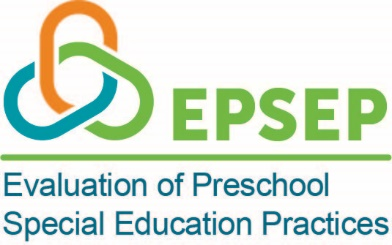 EPSEP
Evaluation of Preschool
Special Education Practices